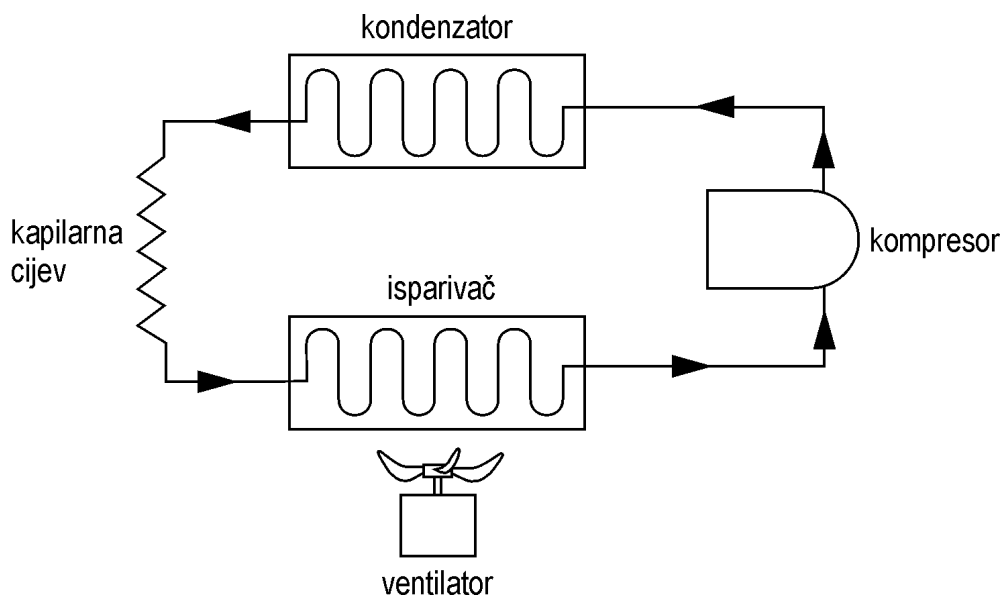 kondenzator
kapilarna
cijev
kompresor
isparivač
ventilator